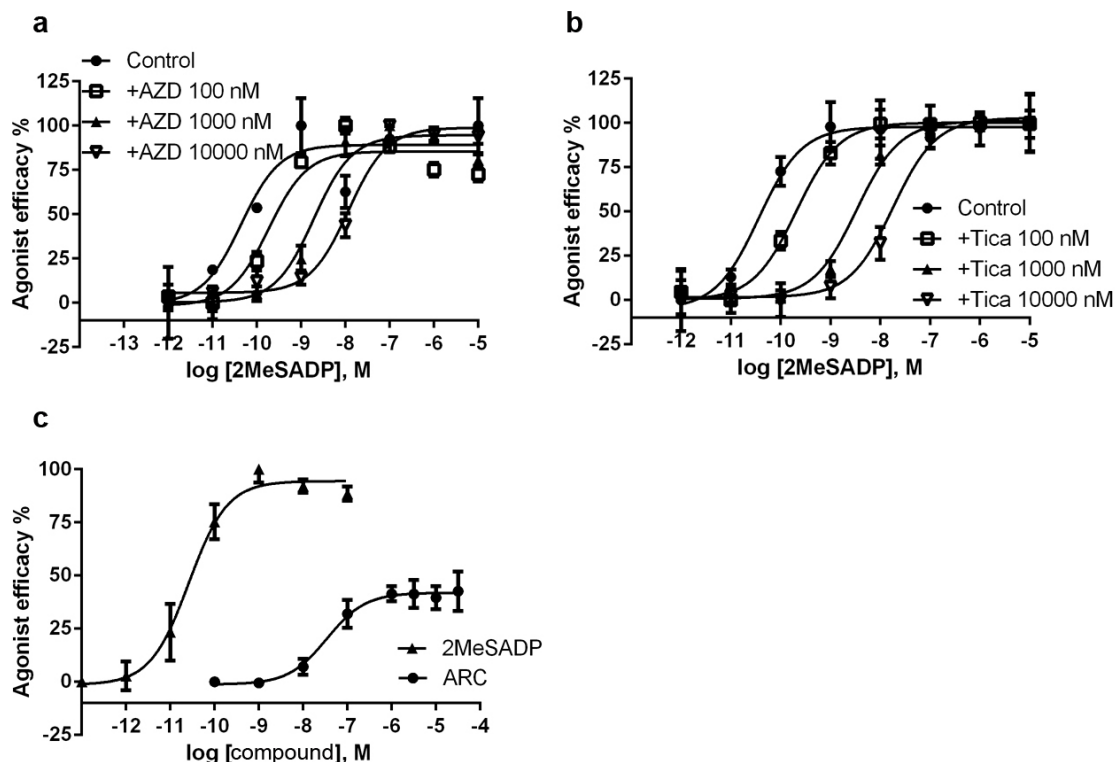 a
Control
+AZD 100 nM
+AZD 1000 nM
+AZD 10000 nM
Agonist efficacy %
125
100
75
50
25
0
-25
-13 -12 -11 -10 -9 -8 -7 -6 -5
log [2MeSADP], M
b
Agonist efficacy %
125
100
75
50
25
0
-25
Control
+Tica 100 nM
+Tica 1000 nM
+Tica 10000 nM
-12 -11 -10 -9 -8 -7 -6 -5
log [2MeSADP], M
c
Agonist efficacy %
100
75
50
25
0
-25
2MeSADP
ARC
-12 -11 -10 -9 -8 -7 -6 -5 -4
log [compound], M